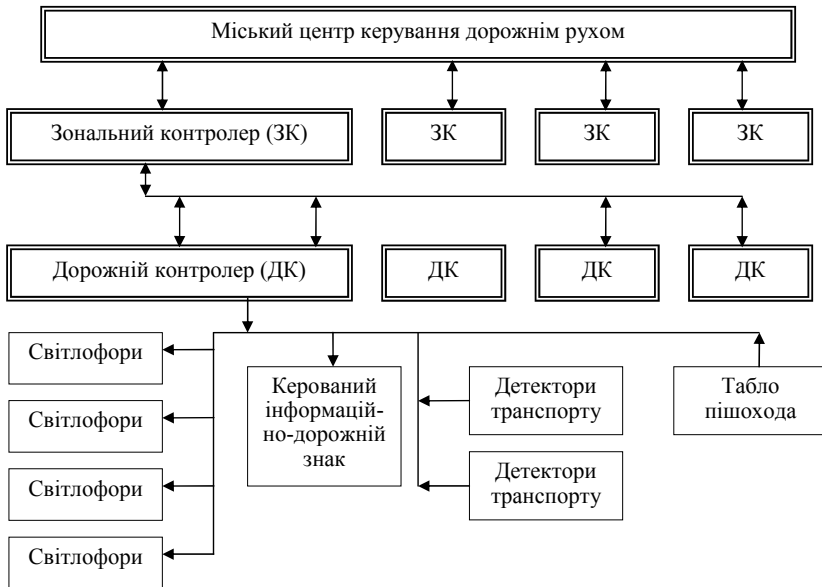 Міський центр керування дорожнім рухом
Зональний контролер (ЗК)
ЗК
ЗК
ЗК
Дорожній контролер (ДК)
ДК
ДК
ДК
Світлофори
Світлофори
Світлофори
Світлофори
Керований
інформацій-
но-дорожній
знак
Детектори
транспорту
Детектори
транспорту
Табло
пішохода